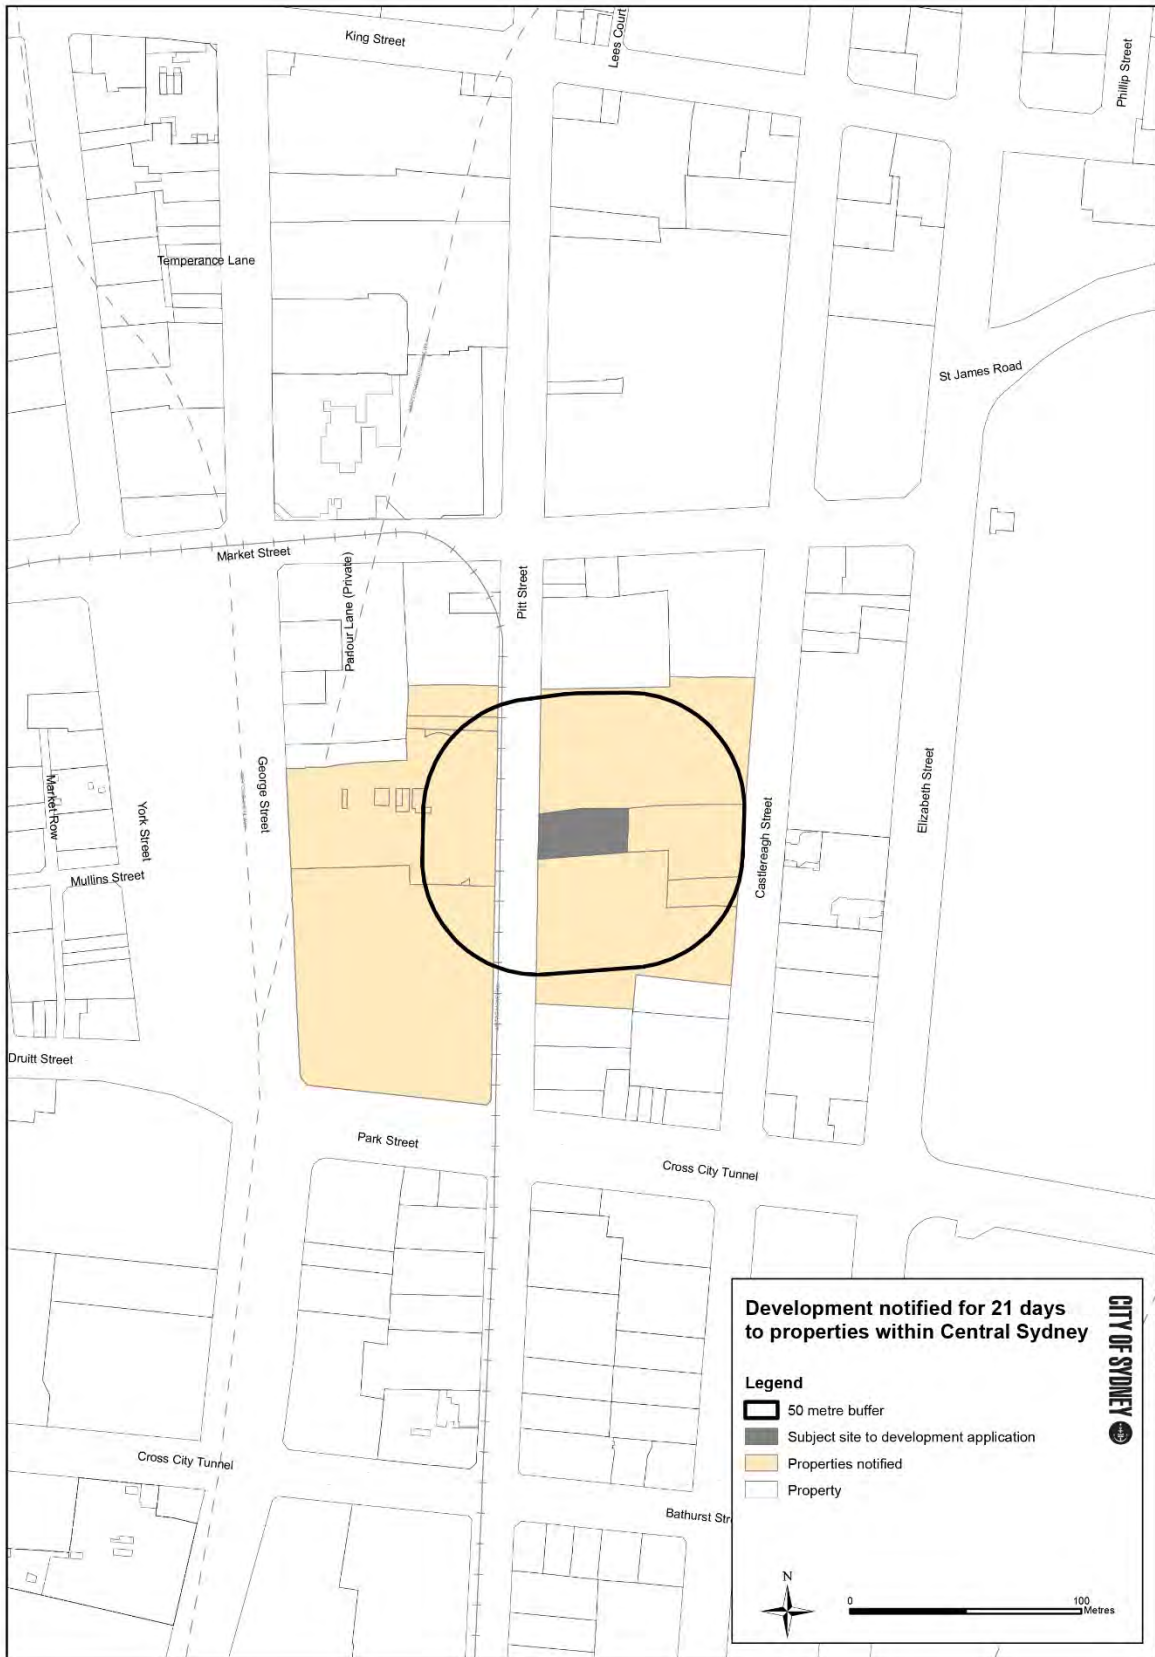 King Street
Lees Court
Phillip Street
Temperance Lane
St James Road
Market Street
Parlour Lane (Private)
Pitt Street
George Street
Market Row
York Street
Castlereagh Street
Elizabeth Street
Mullins Street
Druitt Street
Park Street
Cross City Tunnel
Cross City Tunnel
Bathurst Str
Development notified for 21 days
to properties within Central Sydney
CITY OF SYDNEY
Legend
50 metre buffer
Subject site to development application
Properties notified
Property
N
0
100
Metres